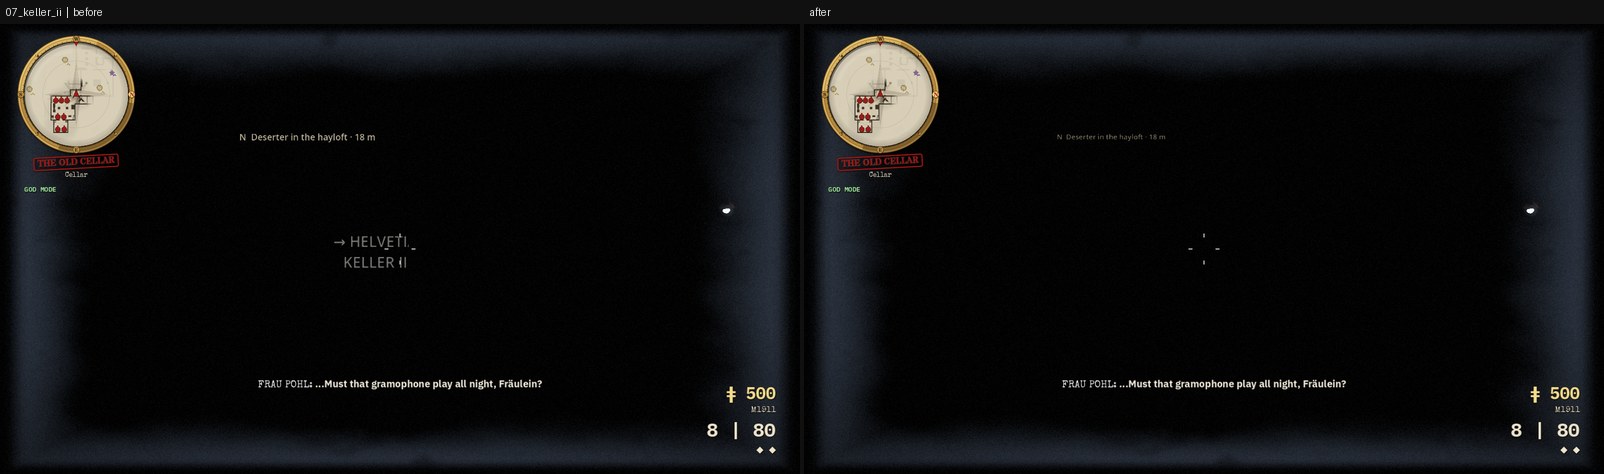 07_keller_ii | before
after
N Deserter in the hayloft · 18 m
THE OLD CELLAR
Cellar
GOD MODE
→ HELVETI
KELLER II
FRAU POHL: ...Must that gramophone play all night, Fräulein?
500
M1911
8 | 80
N Deserter in the hayloft · 18 m
THE OLD CELLAR
Cellar
GOD MODE
FRAU POHL: ...Must that gramophone play all night, Fräulein?
500
M1911
8 | 80